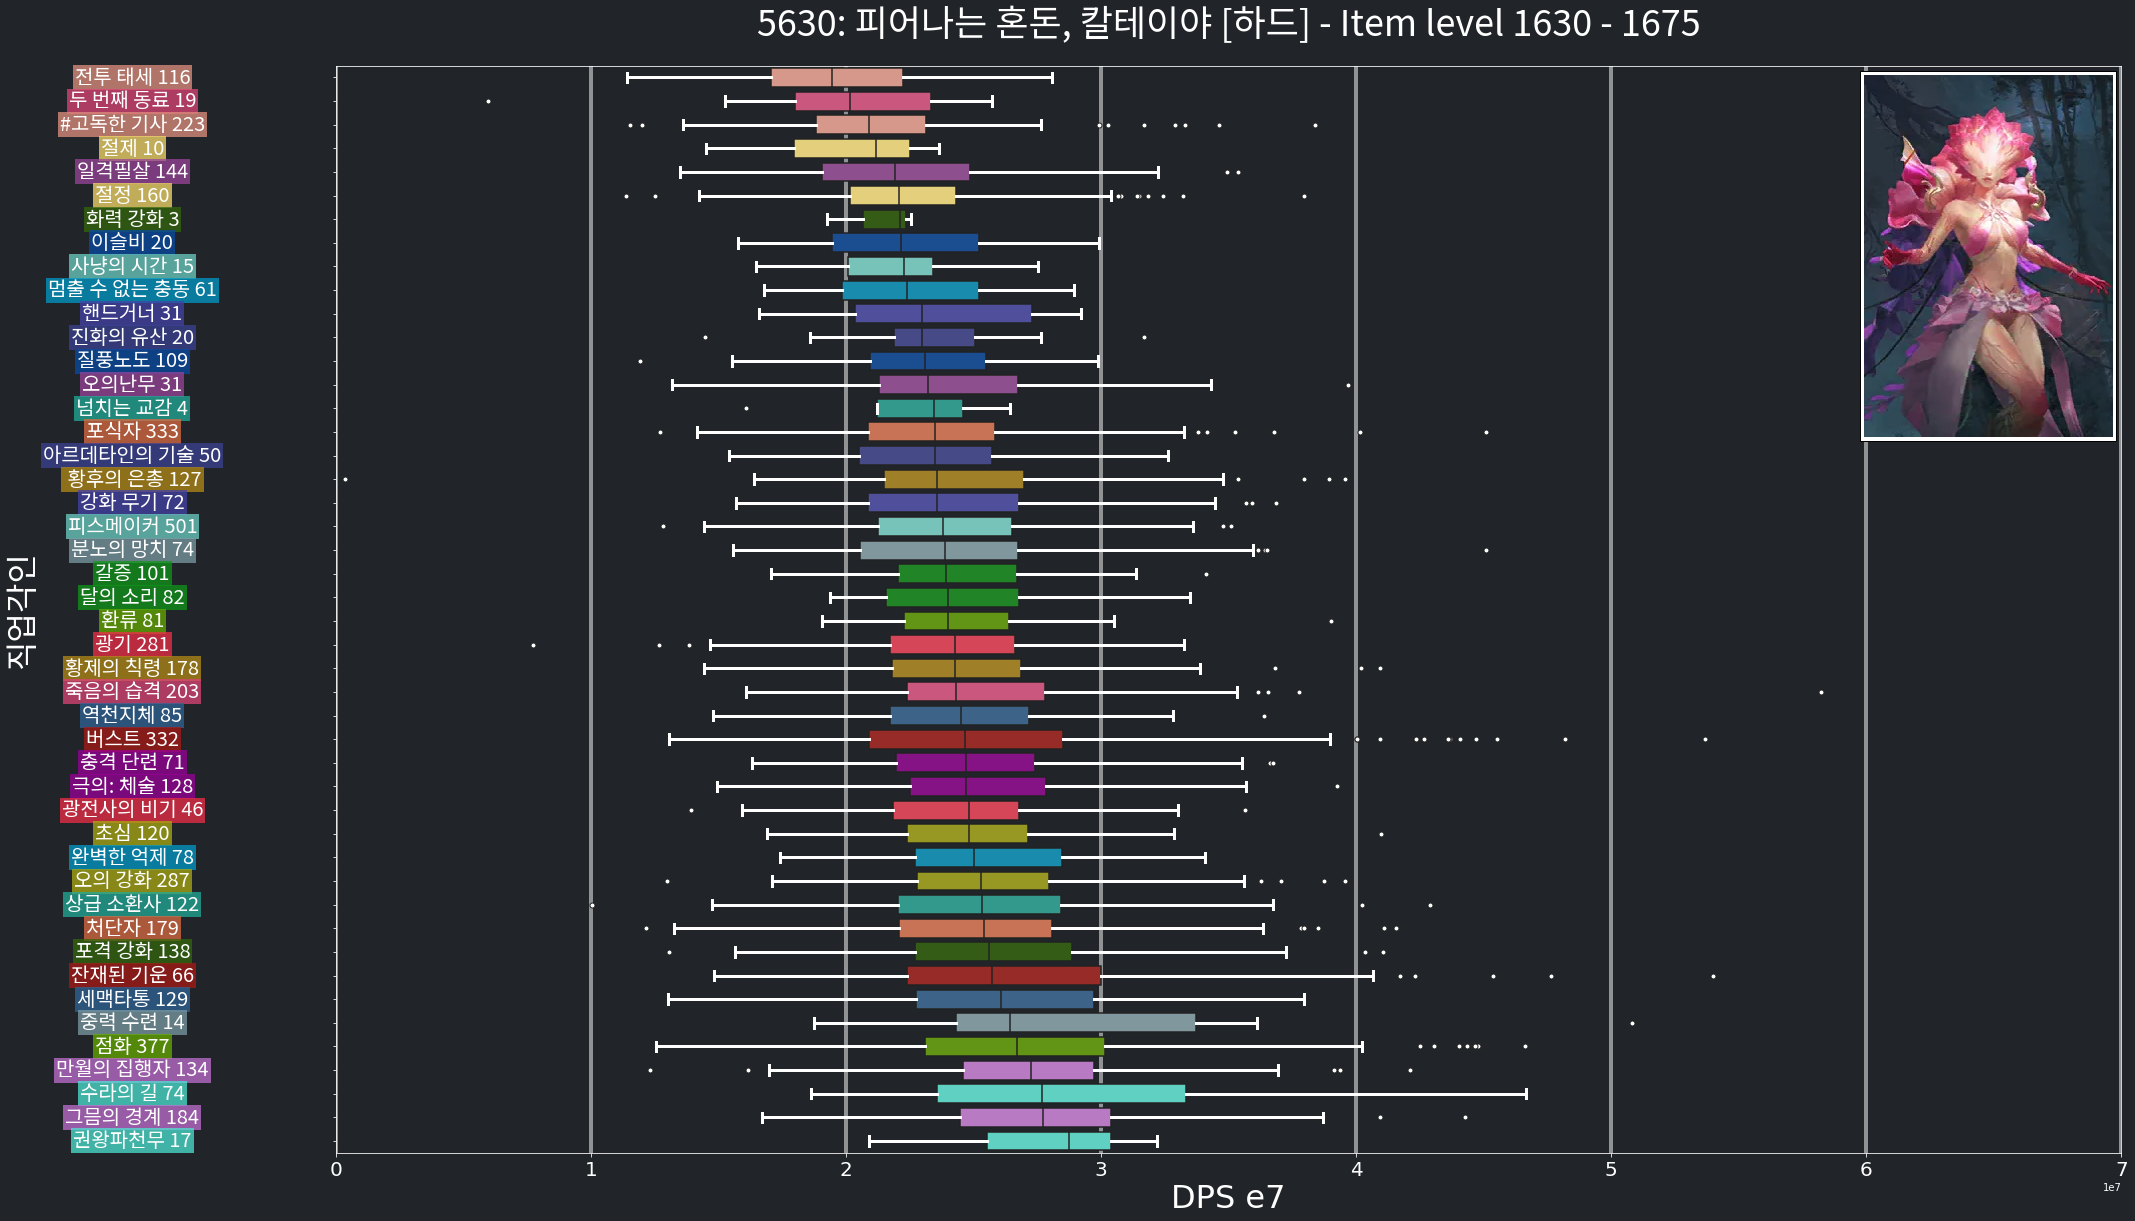 5630: 피어나는 혼돈, 칼테이야 [하드] - Item level 1630 - 1675
직업각인
전투 태세 116
두 번째 동료 19
#고독한 기사 223
절제 10
일격필살 144
절정 160
화력 강화 3
이슬비 20
사냥의 시간 15
멈출 수 없는 충동 61
핸드거너 31
진화의 유산 20
질풍노도 109
오의난무 31
넘치는 교감 4
포식자 333
아르데타인의 기술 50
황후의 은총 127
강화 무기 72
피스메이커 501
분노의 망치 74
갈증 101
달의 소리 82
환류 81
광기 281
황제의 칙령 178
죽음의 습격 203
역천지체 85
버스트 332
충격 단련 71
극의: 체술 128
광전사의 비기 46
초심 120
완벽한 억제 78
오의 강화 287
상급 소환사 122
처단자 179
포격 강화 138
잔재된 기운 66
세맥타통 129
중력 수련 14
점화 377
만월의 집행자 134
수라의 길 74
그믐의 경계 184
권왕파천무 17
0 1 2 3 4 5 6 7
1e7
DPS e7